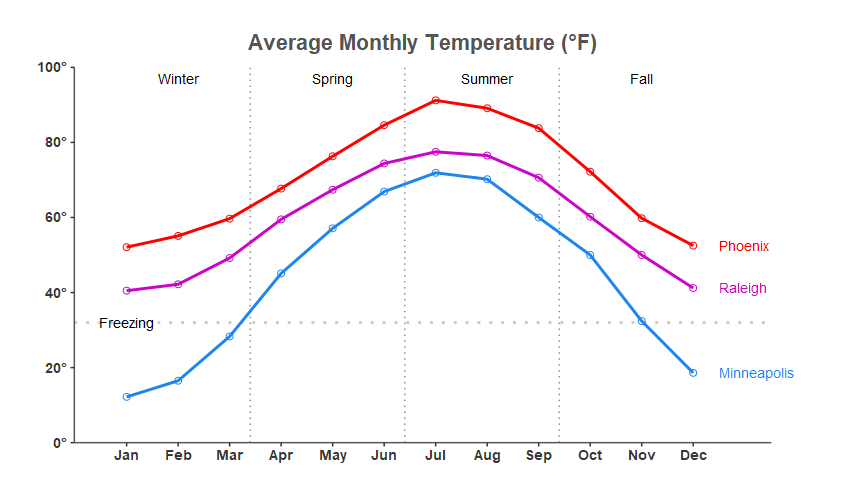 Average Monthly Temperature (°F)
100°
Winter Spring Summer Fall
80°
60°
Phoenix
40°
Raleigh
Freezing
20°
Minneapolis
0°
Jan Feb Mar Apr May Jun Jul Aug Sep Oct Nov Dec